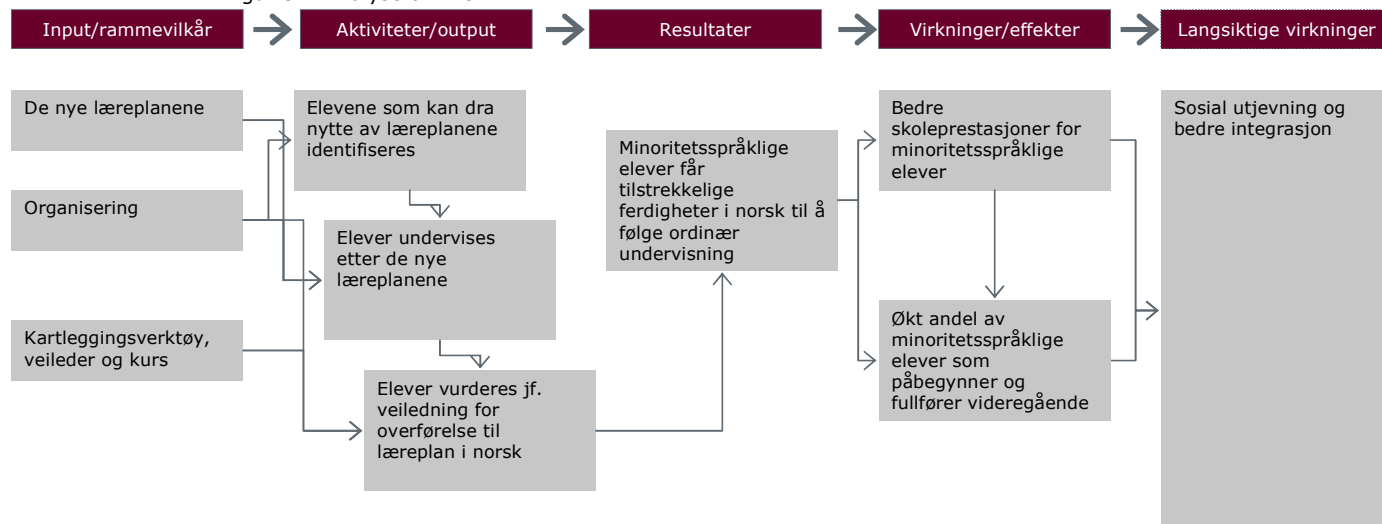 Input/rammevilkår
Aktiviteter/output
Resultater
Virkninger/effekter
Langsiktige virkninger
De nye læreplanene
Organisering
Kartleggingsverktøy,
veileder og kurs
Elevene som kan dra
nytte av læreplanene
identifiseres
Elever undervises
etter de nye
læreplanene
Elever vurderes jf.
veiledning for
overførelse til
læreplan i norsk
Minoritetsspråklige
elever får
tilstrekkelige
ferdigheter i norsk til å
følge ordinær
undervisning
Bedre
skoleprestasjoner for
minoritetsspråklige
elever
Økt andel av
minoritetsspråklige
elever som
påbegynner og
fullfører videregående
Sosial utjevning og
bedre integrasjon